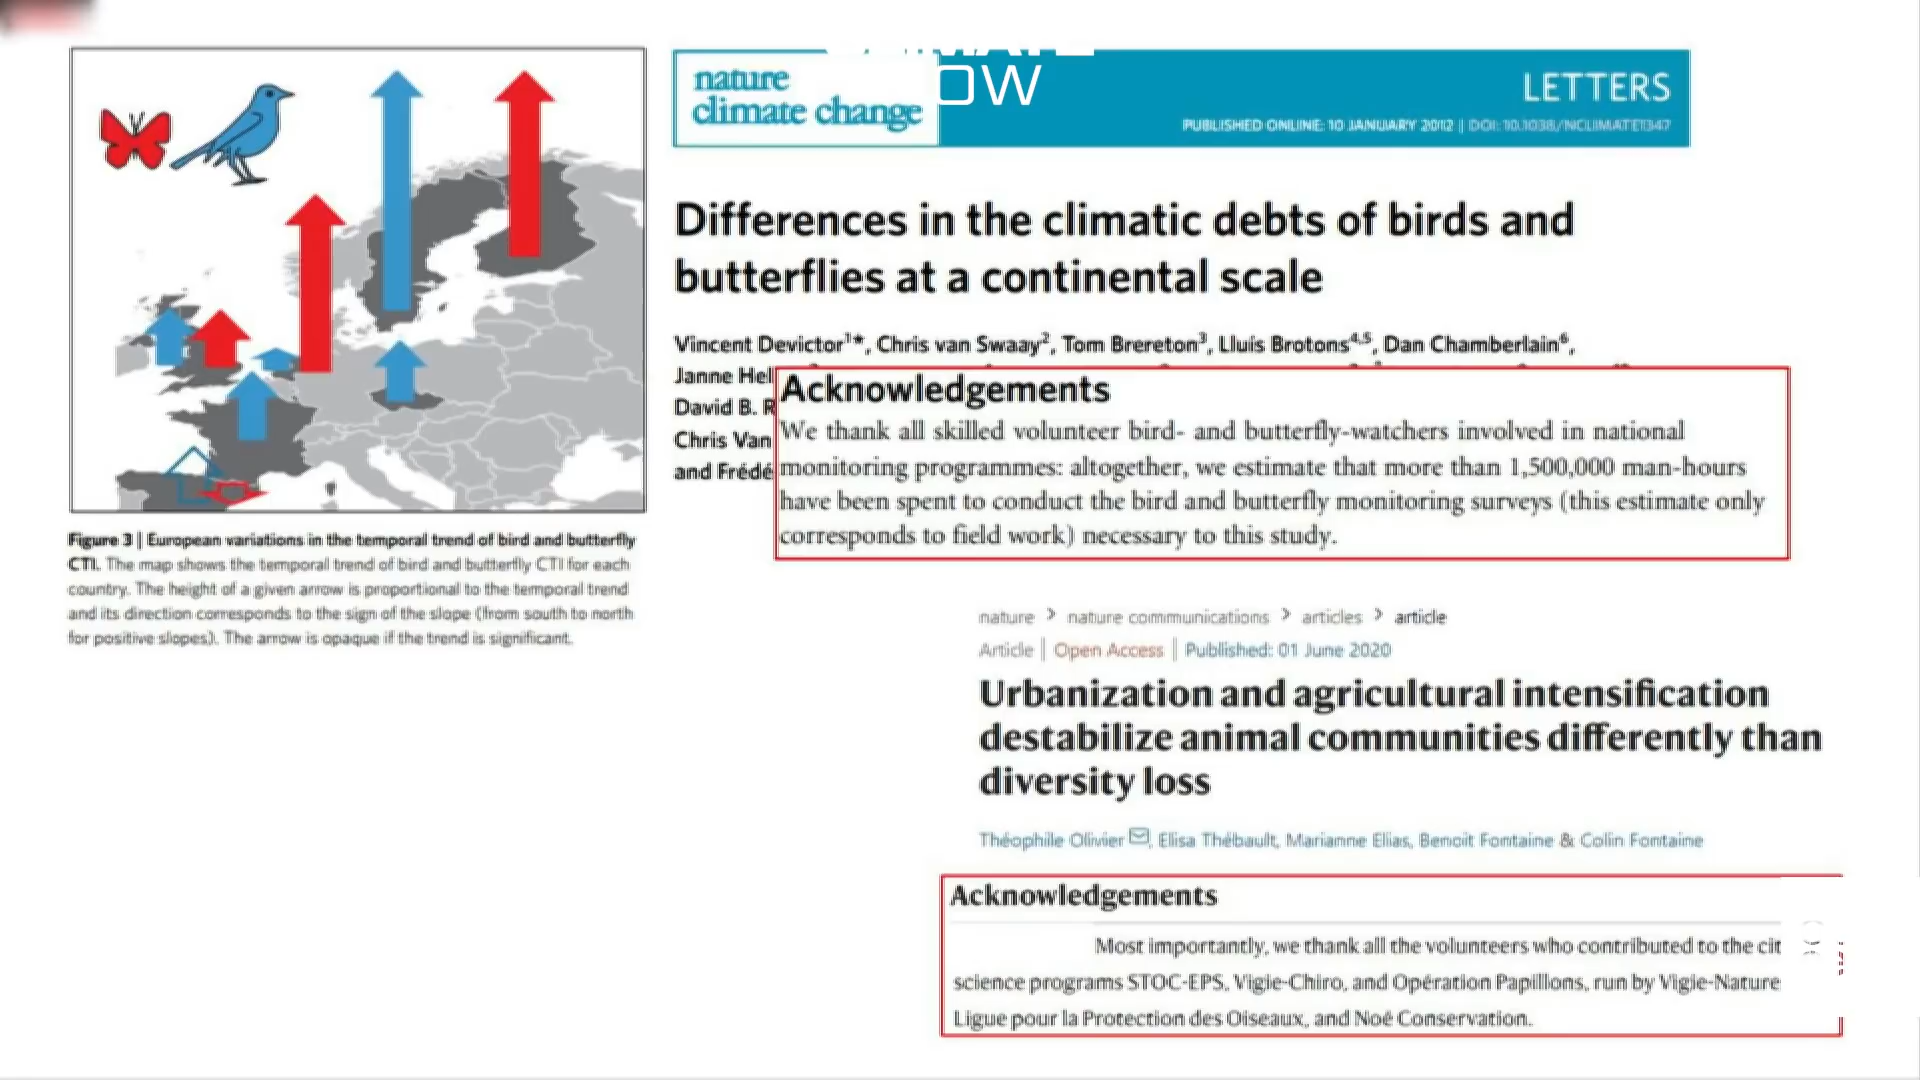 nature
climate change
OW
LETTERS
PUBLISHED ONLINE: 10 JANUARY 2012 | DOI: 10.1038/NCLIMATE1347
Differences in the climatic debts of birds and
butterflies at a continental scale
Vincent Devictor1*, Chris van Swaay2, Tom Brereton3, Lluís Brotons4,5, Dan Chamberlain6,
Janne Hel
David B. R
Chris Van
and Frédé
Acknowledgements
We thank all skilled volunteer bird- and butterfly-watchers involved in national
monitoring programmes: altogether, we estimate that more than 1,500,000 man-hours
have been spent to conduct the bird and butterfly monitoring surveys (this estimate only
corresponds to field work) necessary to this study.
Figure 3 | European variations in the temporal trend of bird and butterfly
CTI. The map shows the temporal trend of bird and butterfly CTI for each
country. The height of a given arrow is proportional to the temporal trend
and its direction corresponds to the sign of the slope (from south to north
for positive slopes). The arrow is opaque if the trend is significant.
nature > nature communications > articles > article
Article | Open Access | Published: 01 June 2020
Urbanization and agricultural intensification
destabilize animal communities differently than
diversity loss
Théophile Olivier, Elisa Thébault, Marianne Elias, Benoit Fontaine & Colin Fontaine
Acknowledgements
Most importantly, we thank all the volunteers who contributed to the cit
science programs STOC-EPS, Vigie-Chiro, and Opération Papillons, run by Vigie-Nature
Ligue pour la Protection des Oiseaux, and Noé Conservation.